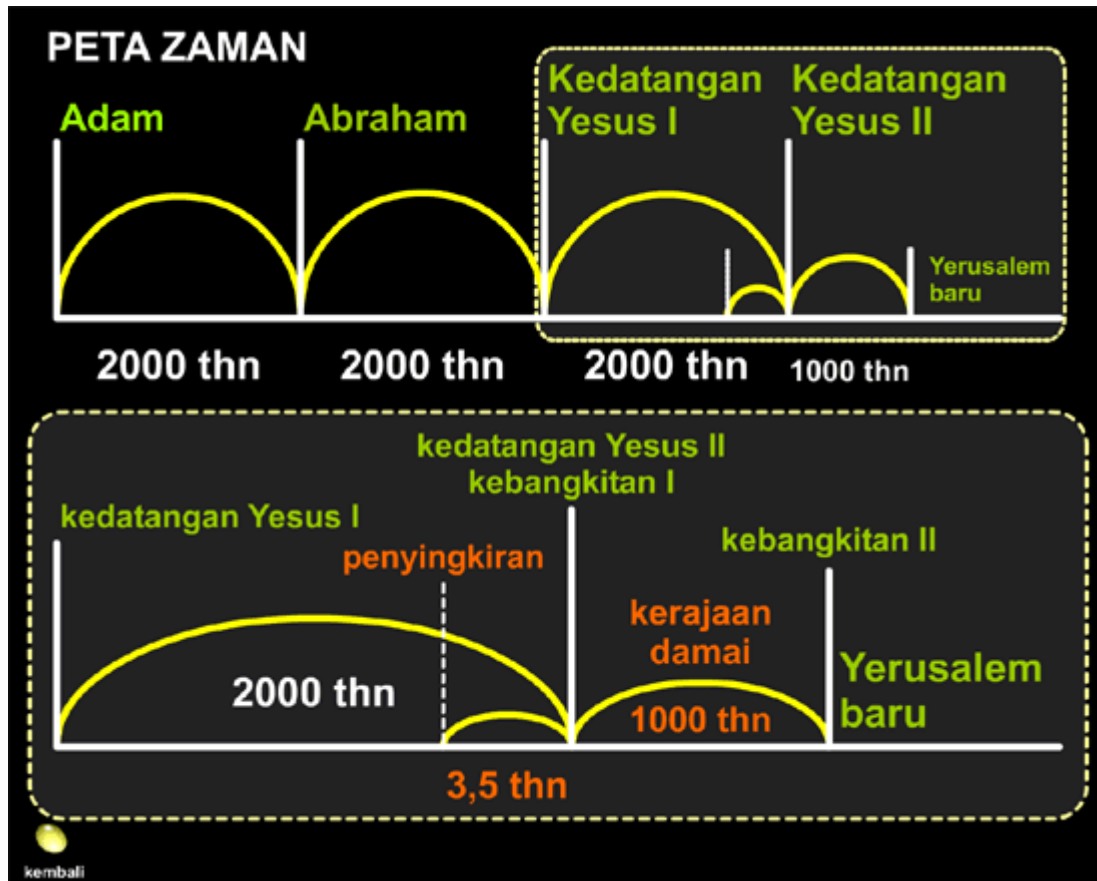 PETA ZAMAN
Adam
Abraham
Kedatangan
Yesus I
Kedatangan
Yesus II
Yerusalem
baru
2000 thn
2000 thn
2000 thn
1000 thn
kedatangan Yesus II
kebangkitan I
kedatangan Yesus I
penyingkiran
kebangkitan II
kerajaan
damai
2000 thn
1000 thn
Yerusalem
baru
3,5 thn
kembali